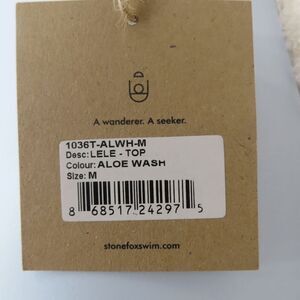 A wanderer. A seeker.
1036T-ALWH-M
Desc: LELE - TOP
Colour: ALOE WASH
Size: M
8 68517 24297 5
stonefoxswim.com